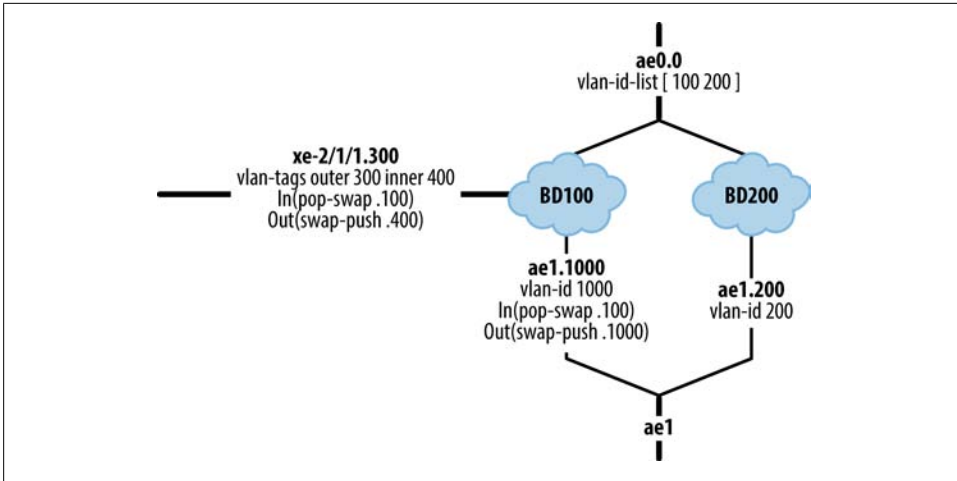 ae0.0
vlan-id-list [ 100 200 ]
xe-2/1/1.300
vlan-tags outer 300 inner 400
In(pop-swap .100)
Out(swap-push .400)
BD100
BD200
ae1.1000
vlan-id 1000
In(pop-swap .100)
Out(swap-push .1000)
ae1.200
vlan-id 200
ae1